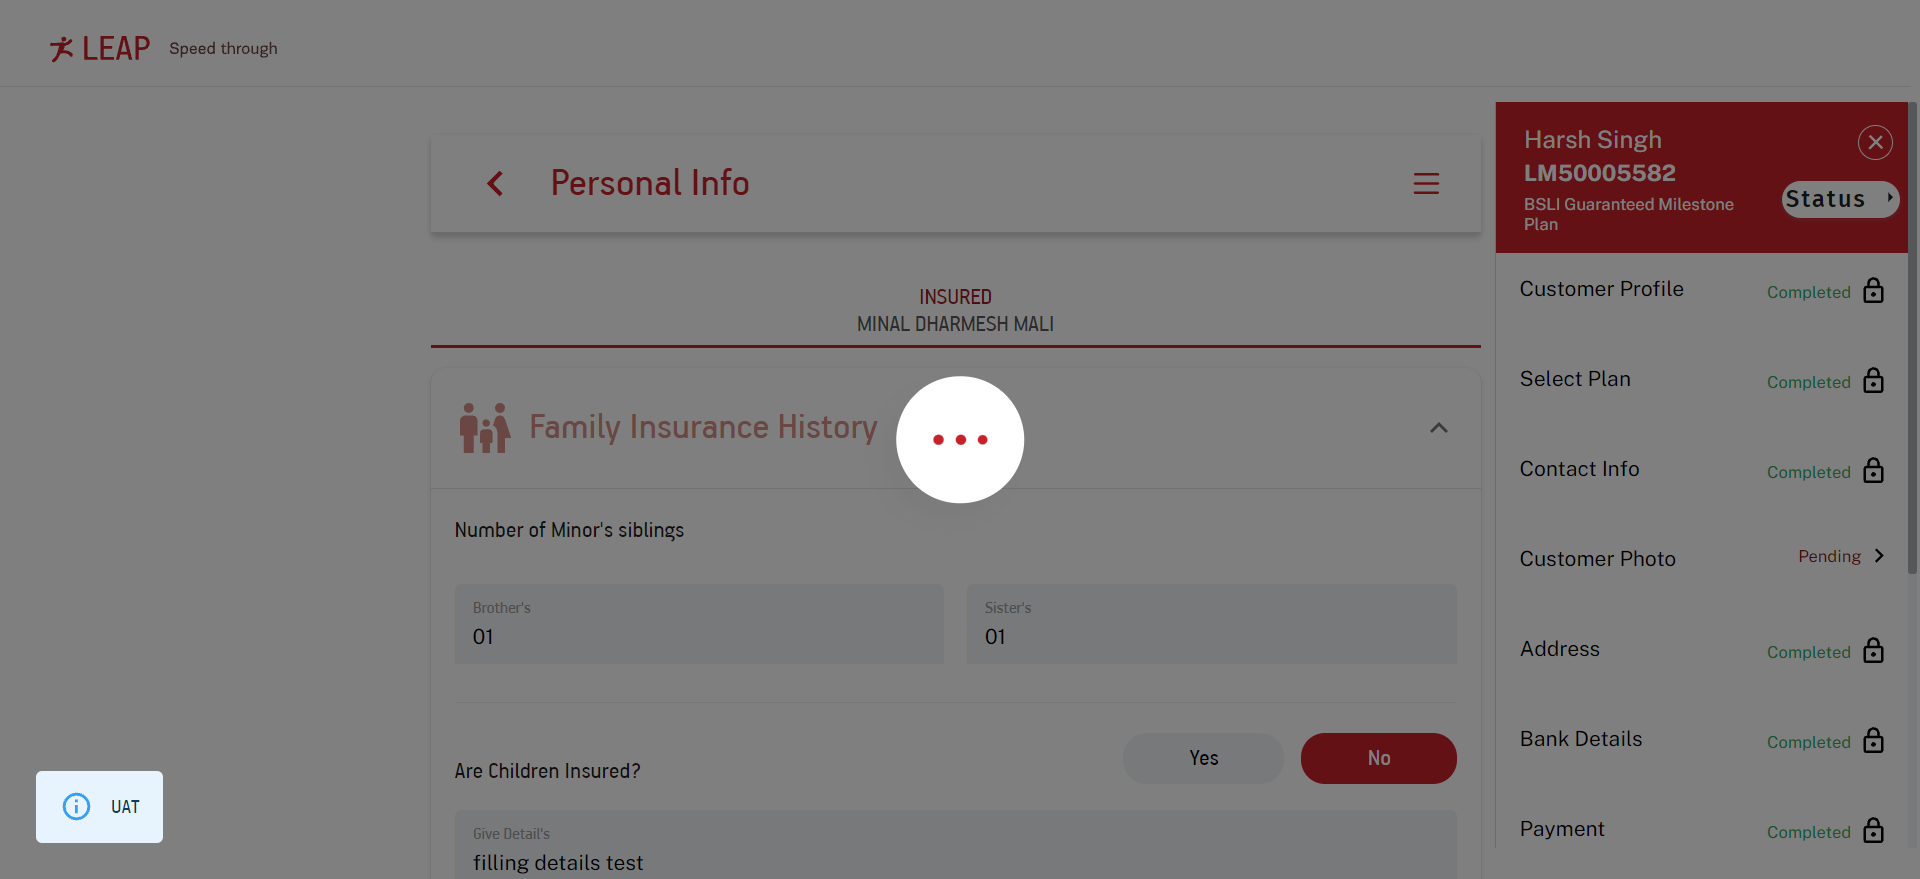 LEAP Speed through
Personal Info
INSURED
MINAL DHARMESH MALI
Family Insurance History
Number of Minor's siblings
Brother's
01
Sister's
01
Are Children Insured?
Yes
No
Give Detail's
filling details test
UAT
Harsh Singh
LM50005582
BSLI Guaranteed Milestone
Plan
Status
Customer Profile Completed
Select Plan Completed
Contact Info Completed
Customer Photo Pending
Address Completed
Bank Details Completed
Payment Completed